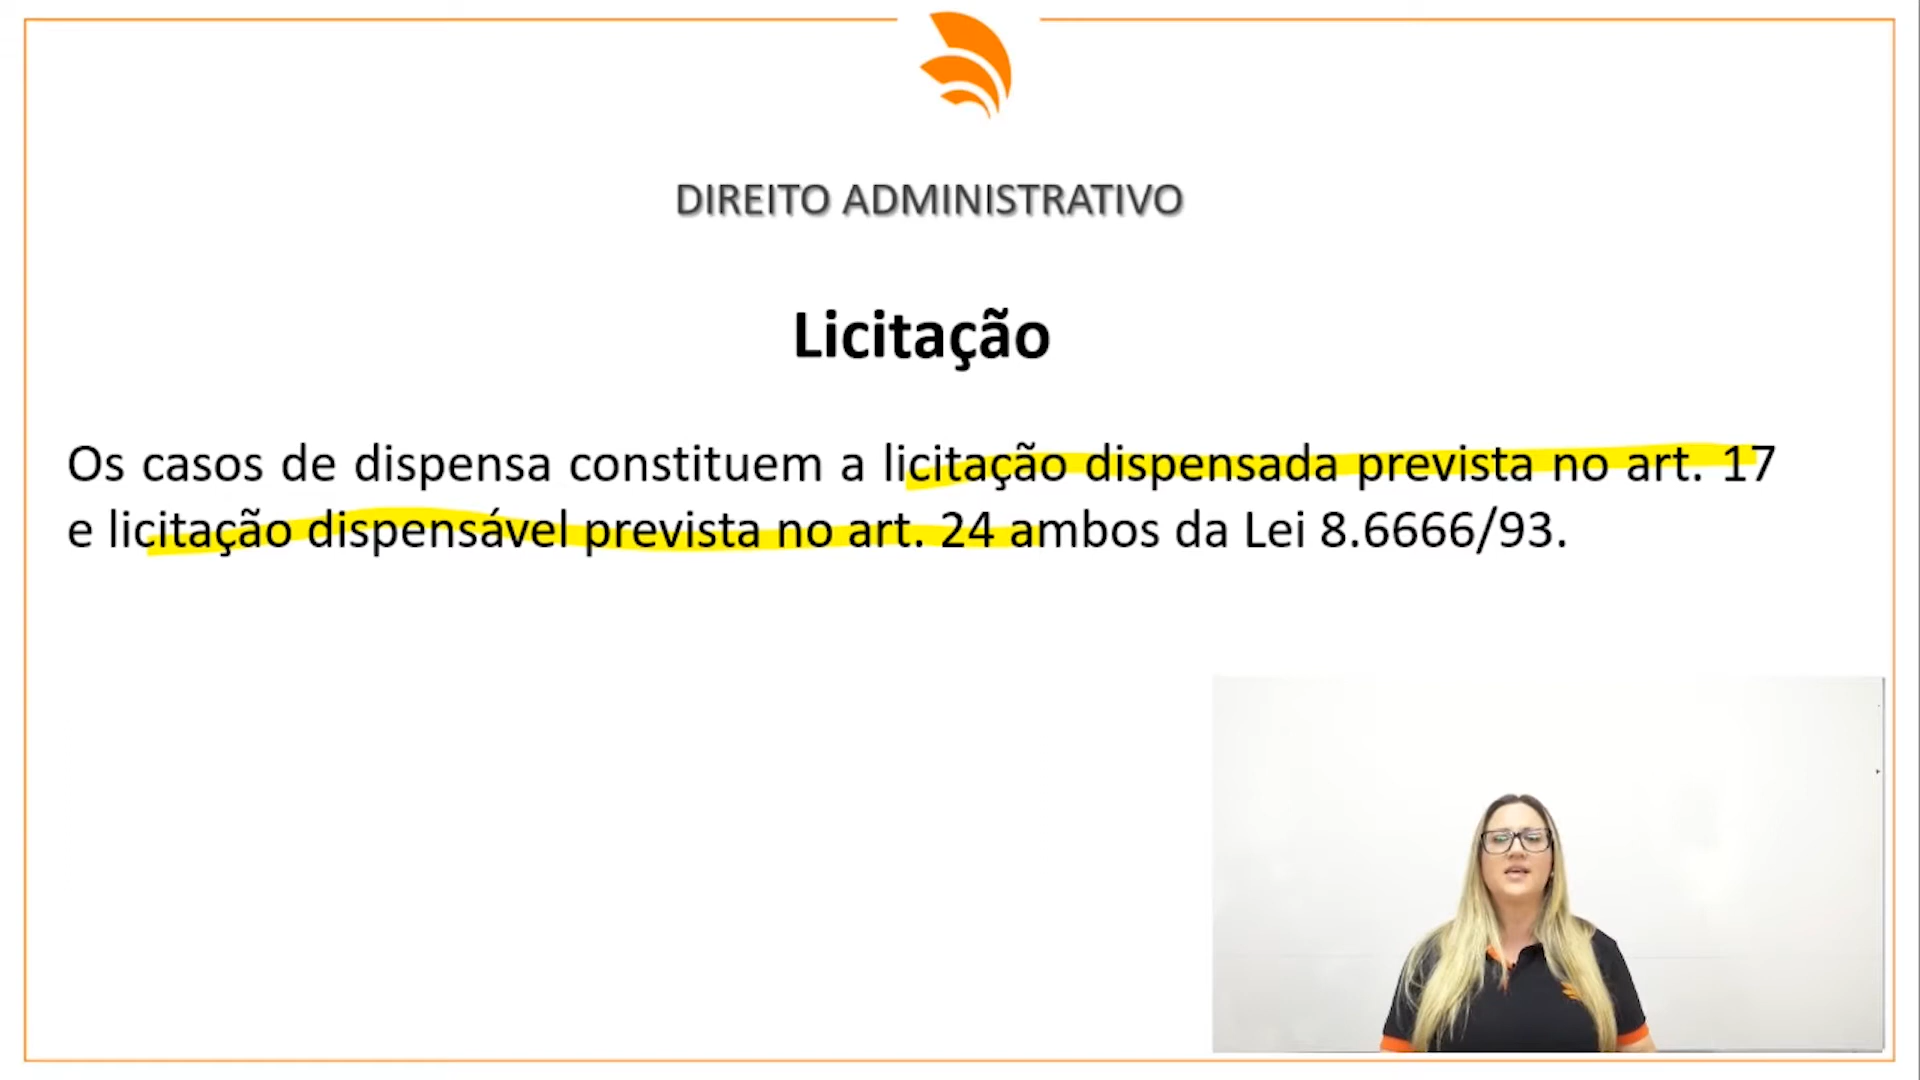 DIREITO ADMINISTRATIVO
Licitação
Os casos de dispensa constituem a licitação dispensada prevista no art. 17
e licitação dispensável prevista no art. 24 ambos da Lei 8.6666/93.